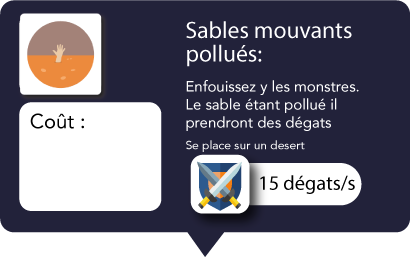 Sables mouvants
pollués:
Enfouissez y les monstres.
Le sable étant pollué il
prendront des dégats
Se place sur un desert
Coût :
15 dégats/s